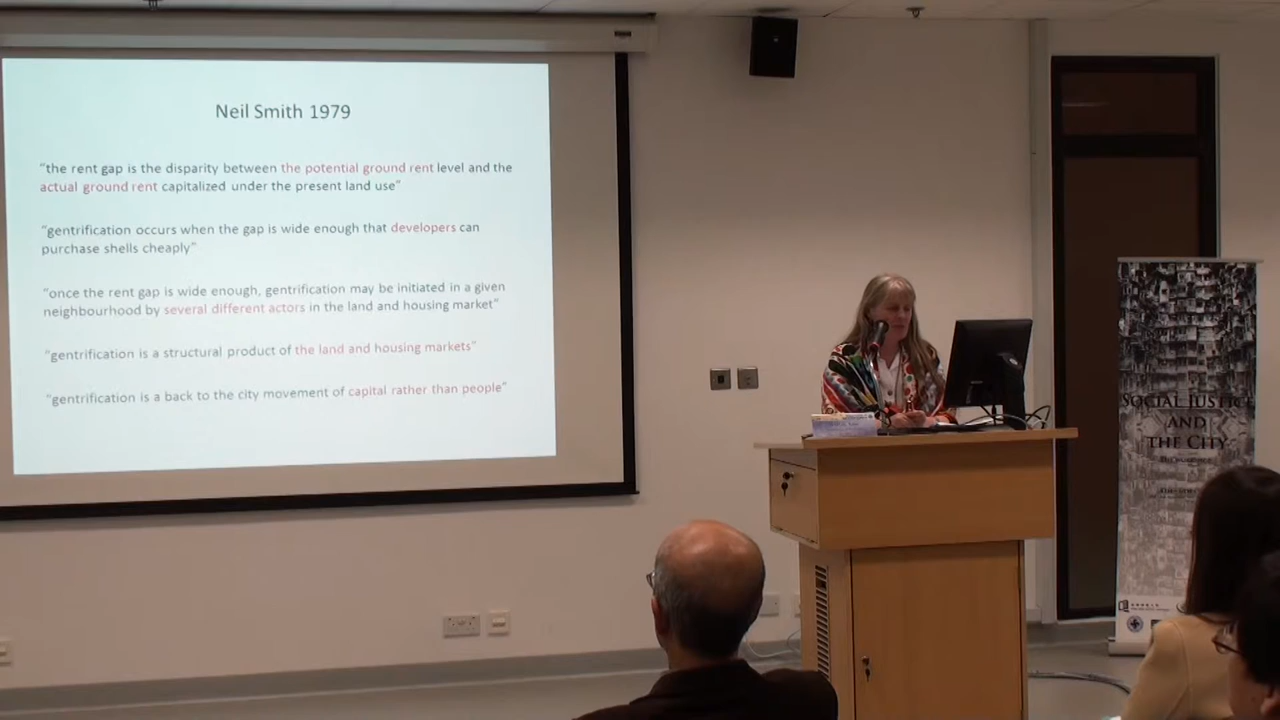 Neil Smith 1979
“the rent gap is the disparity between the potential ground rent level and the
actual ground rent capitalized under the present land use”
“gentrification occurs when the gap is wide enough that developers can
purchase shells cheaply”
“once the rent gap is wide enough, gentrification may be initiated in a given
neighbourhood by several different actors in the land and housing market”
“gentrification is a structural product of the land and housing markets”
“gentrification is a back to the city movement of capital rather than people”
SOCIAL JUSTICE
AND
THE CITY